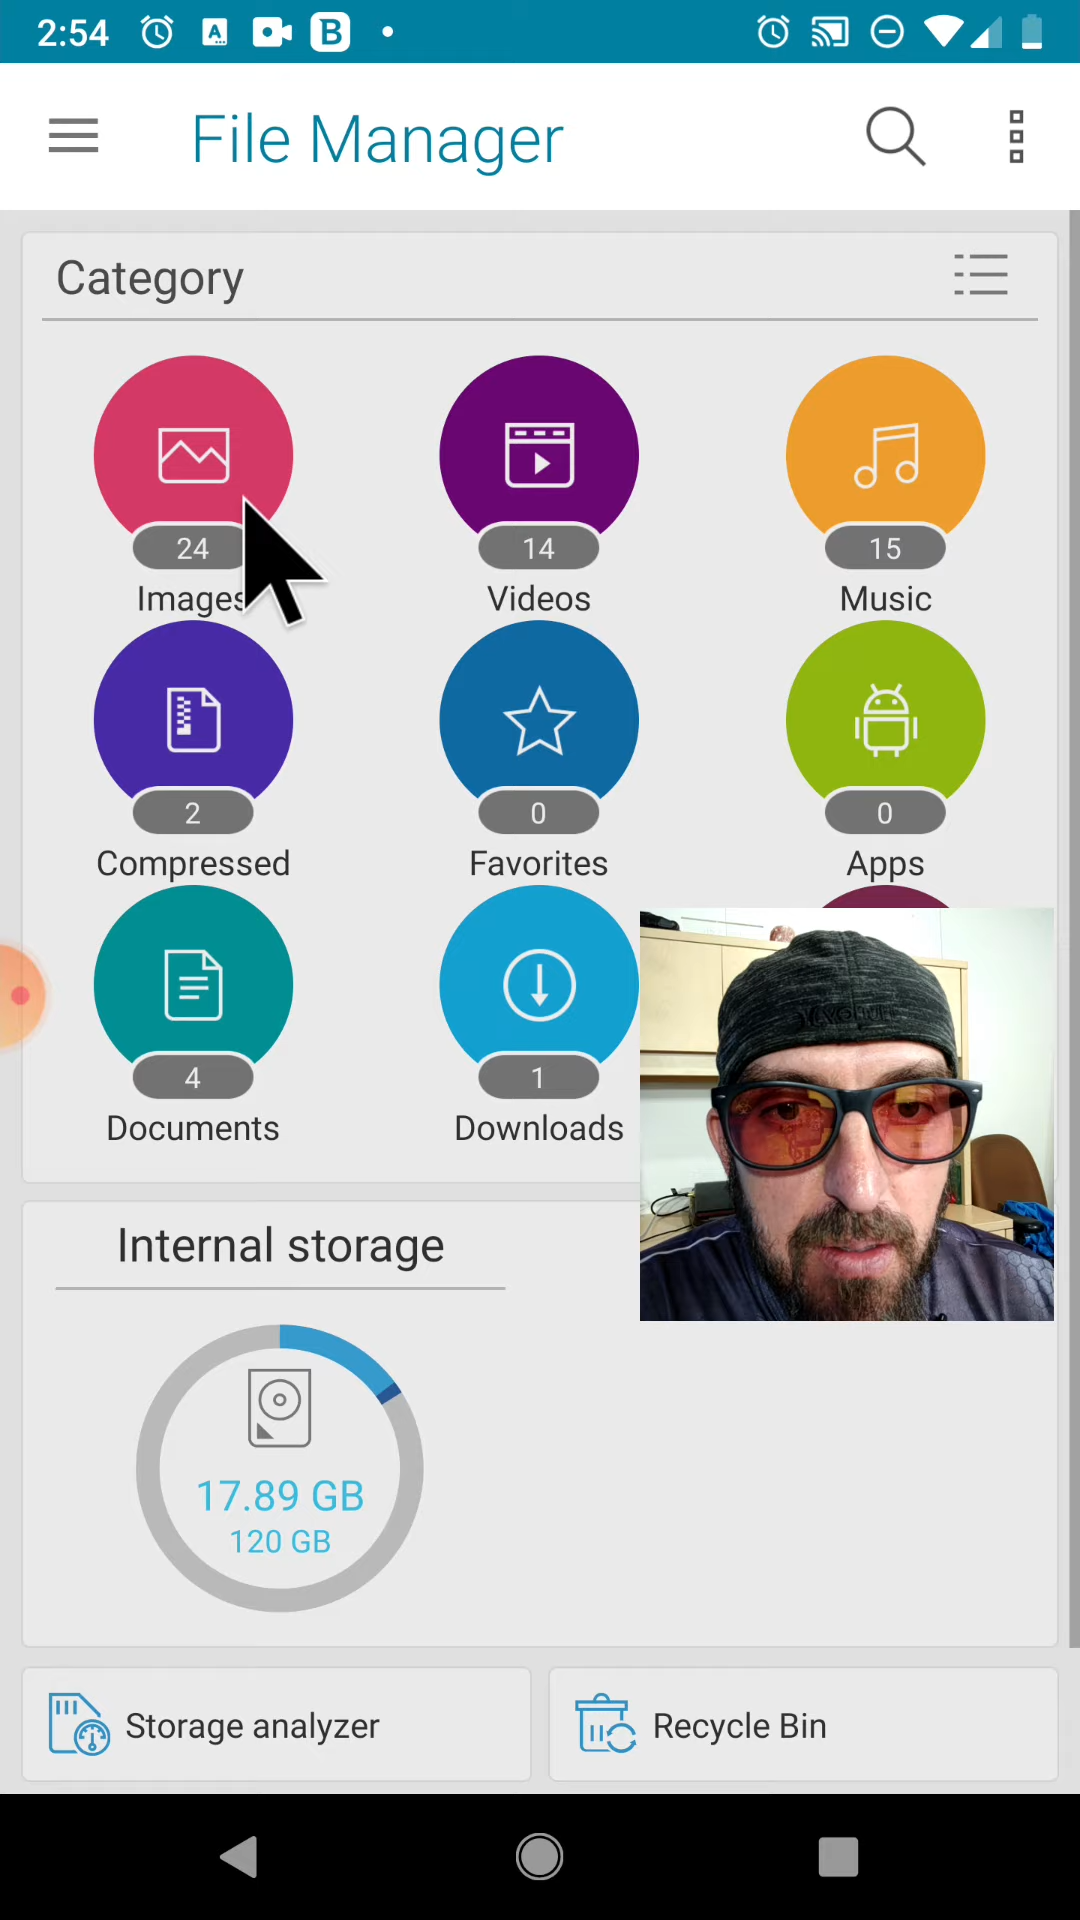 2:54 A B
File Manager
Category
24 14 15
Images Videos Music
2 0 0
Compressed Favorites Apps
4 1
Documents Downloads
Internal storage
17.89 GB
120 GB
Storage analyzer Recycle Bin